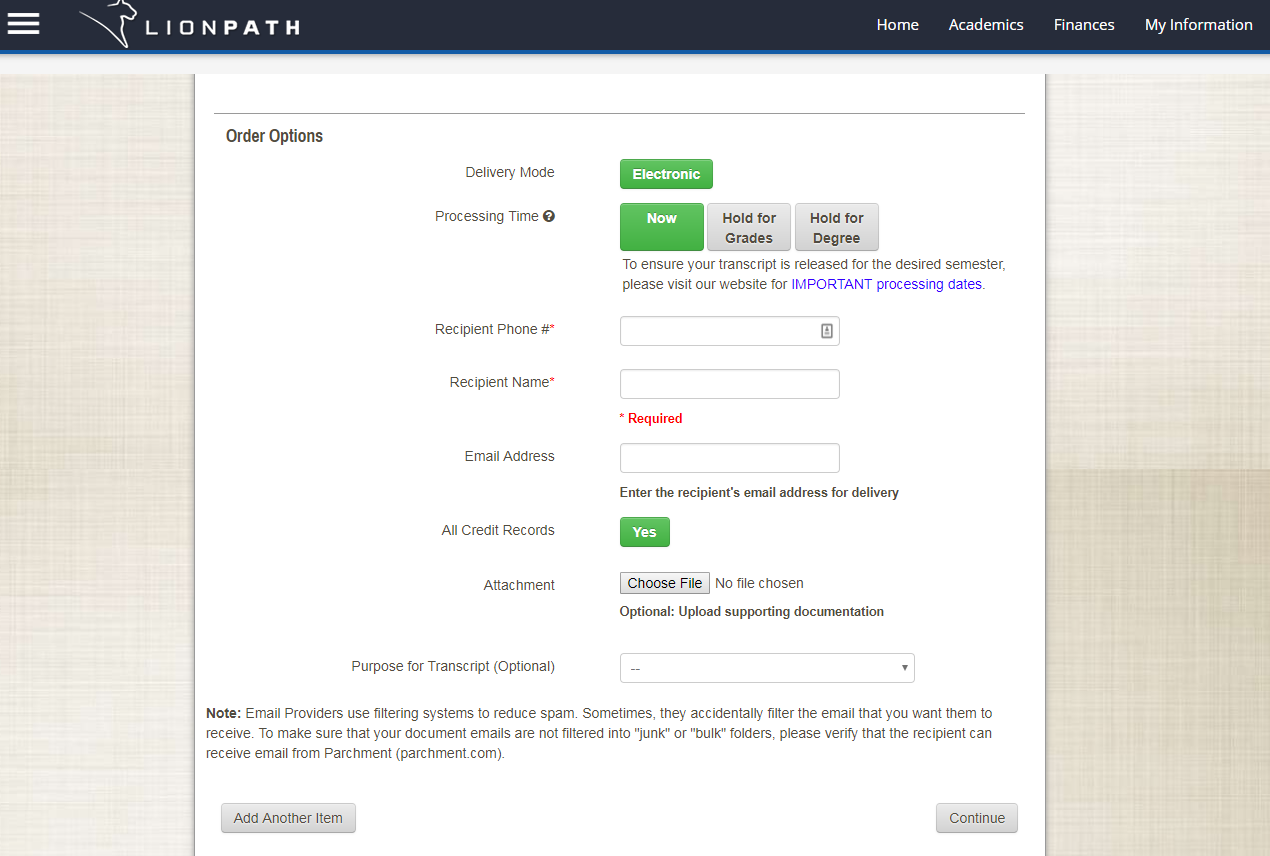 LIONPATH
Home Academics Finances My Information
Order Options
Delivery Mode Electronic
Processing Time Now Hold for
Grades Hold for
Degree
To ensure your transcript is released for the desired semester,
please visit our website for IMPORTANT processing dates.
Recipient Phone #*
Recipient Name*
* Required
Email Address
Enter the recipient's email address for delivery
All Credit Records Yes
Attachment Choose File No file chosen
Optional: Upload supporting documentation
Purpose for Transcript (Optional) --
Note: Email Providers use filtering systems to reduce spam. Sometimes, they accidentally filter the email that you want them to
receive. To make sure that your document emails are not filtered into "junk" or "bulk" folders, please verify that the recipient can
receive email from Parchment (parchment.com).
Add Another Item Continue